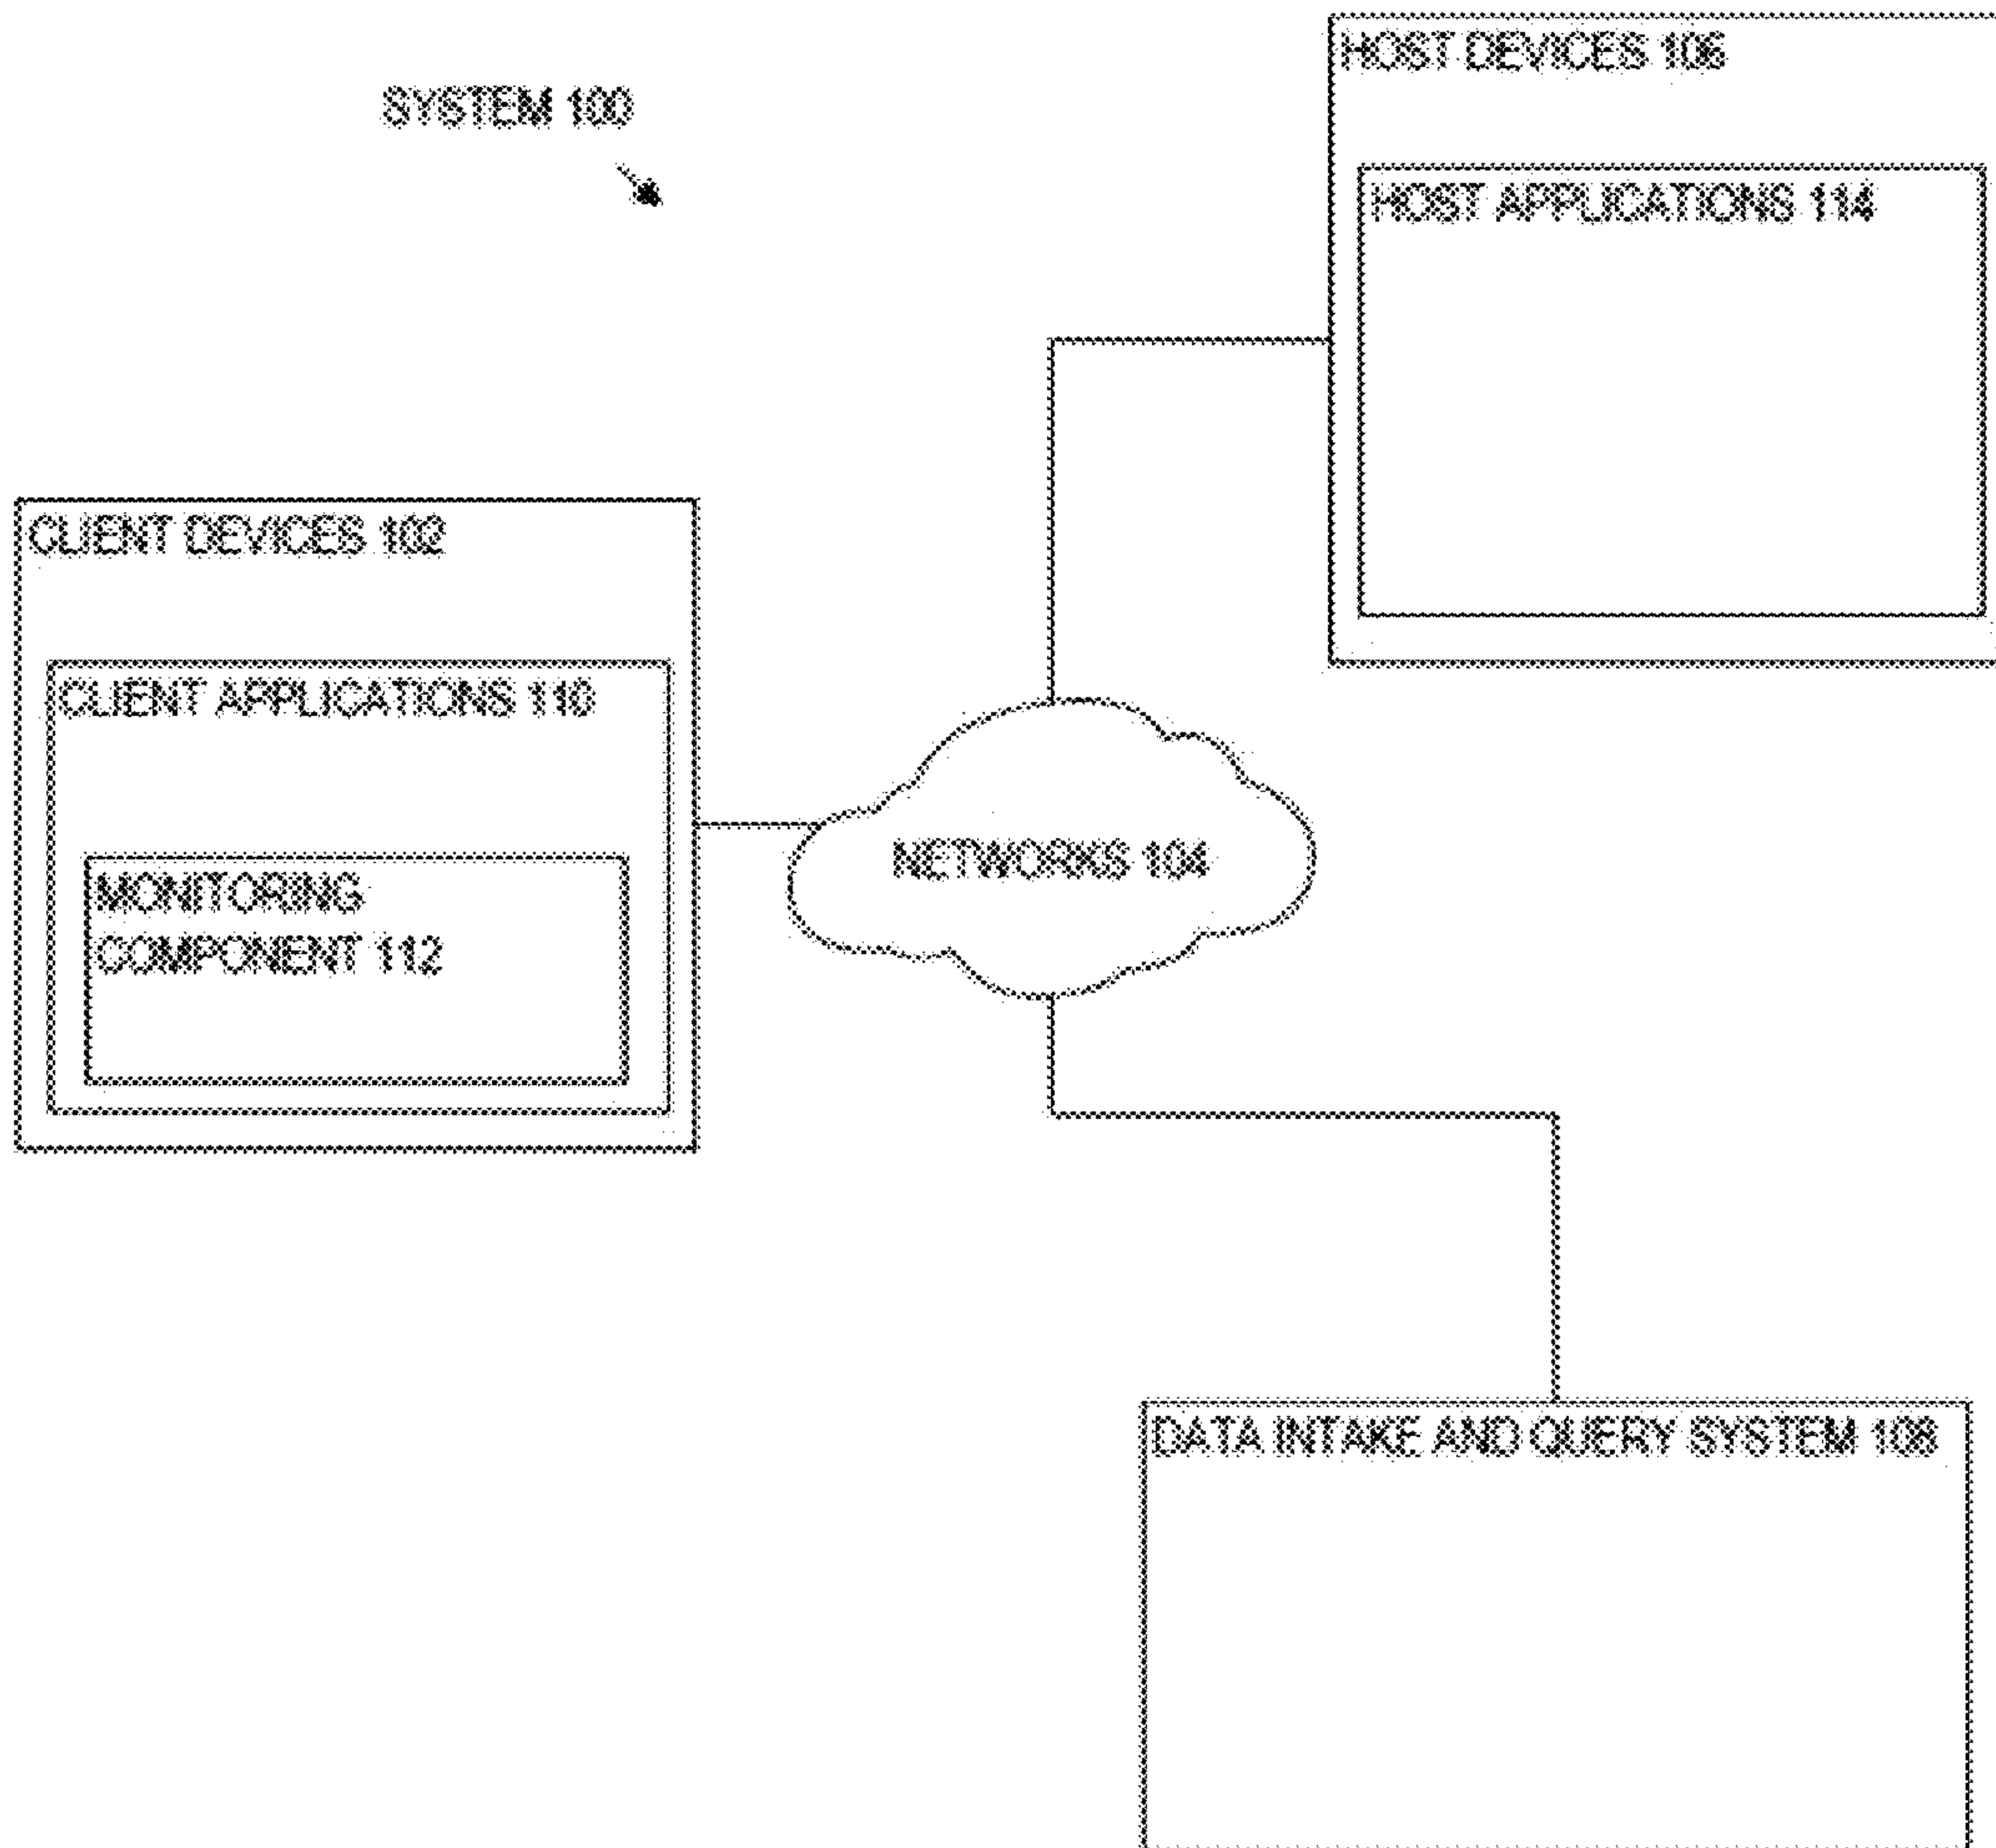 SYSTEM 100
HOST DEVICES 106
HOST APPLICATIONS 114
CLIENT DEVICES 102
CLIENT APPLICATIONS 110
MONITORING
COMPONENT 112
NETWORKS 104
DATA INTAKE AND QUERY SYSTEM 108